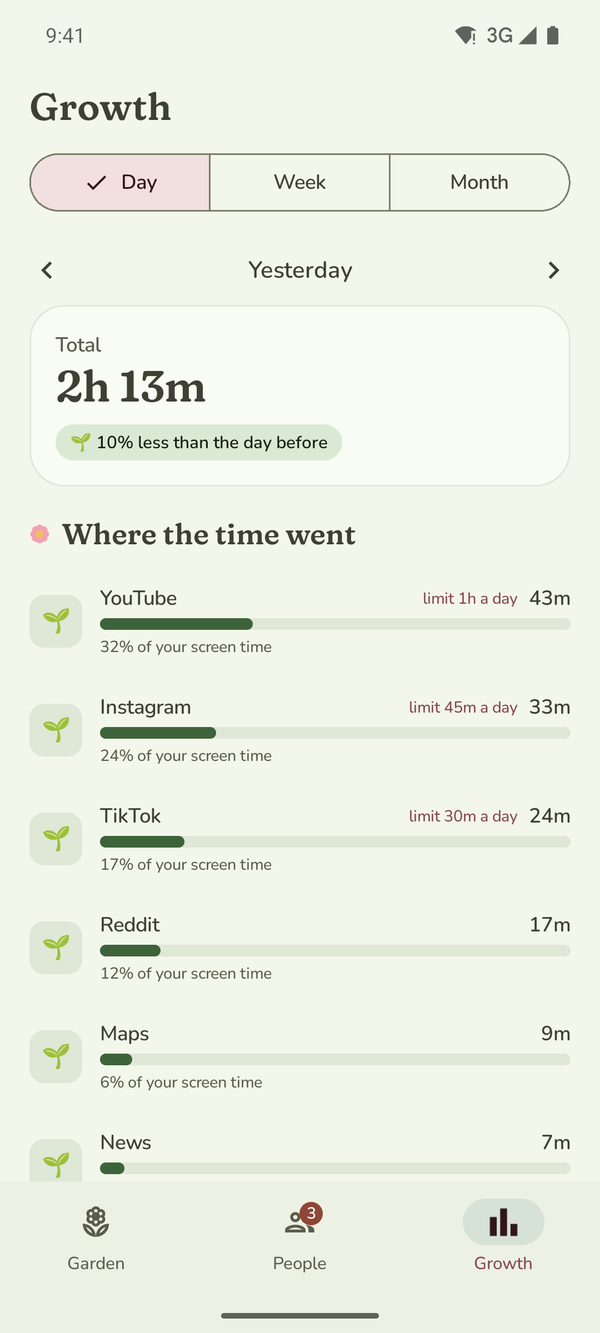 9:41
3G
Growth
Day
Week
Month
Yesterday
Total
2h 13m
10% less than the day before
Where the time went
YouTube limit 1h a day 43m
32% of your screen time
Instagram limit 45m a day 33m
24% of your screen time
TikTok limit 30m a day 24m
17% of your screen time
Reddit 17m
12% of your screen time
Maps 9m
6% of your screen time
News 7m
3
Garden
People
Growth